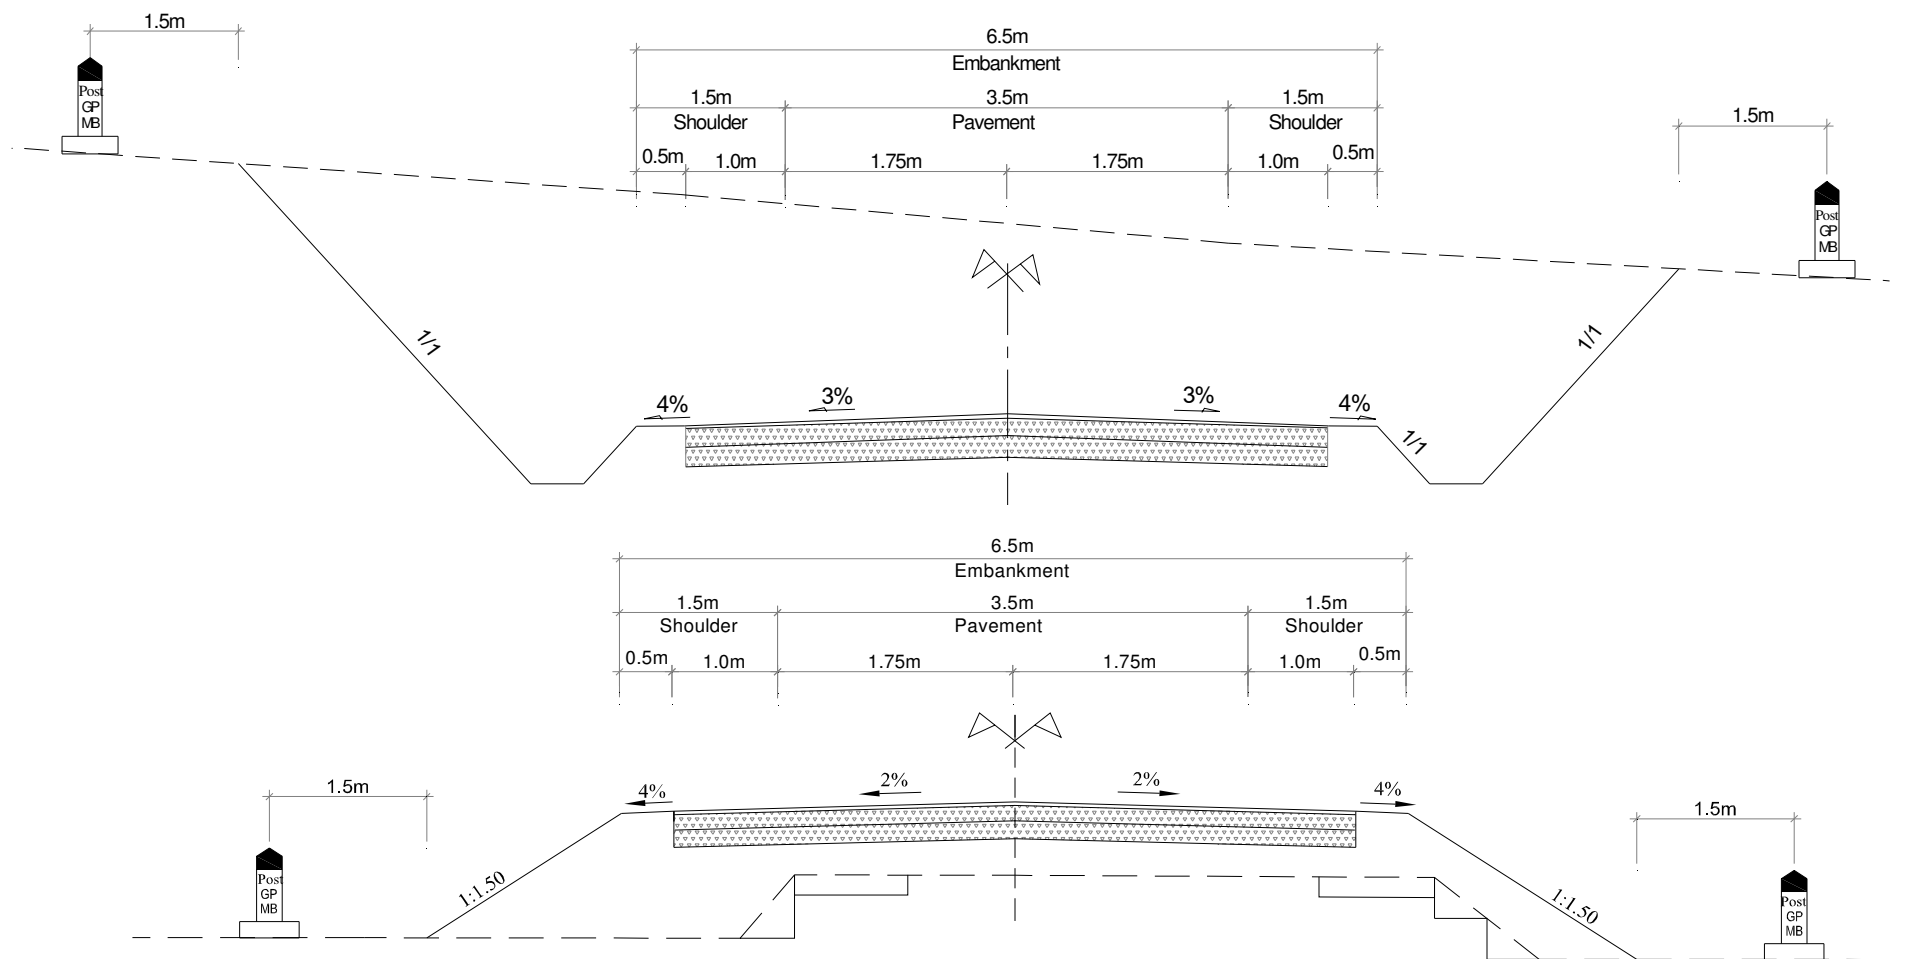 1.5m
6.5m
Embankment
1.5m 3.5m 1.5m
Shoulder Pavement Shoulder
0.5m 1.0m 1.75m 1.75m 1.0m 0.5m
Post
GP
MB
1.5m
Post
GP
MB
1/1
1/1
4% 3% 3% 4%
1/1
6.5m
Embankment
1.5m 3.5m 1.5m
Shoulder Pavement Shoulder
0.5m 1.0m 1.75m 1.75m 1.0m 0.5m
1.5m
4% 2% 2% 4%
1.5m
Post
GP
MB
1:1.50
1:1.50
Post
GP
MB